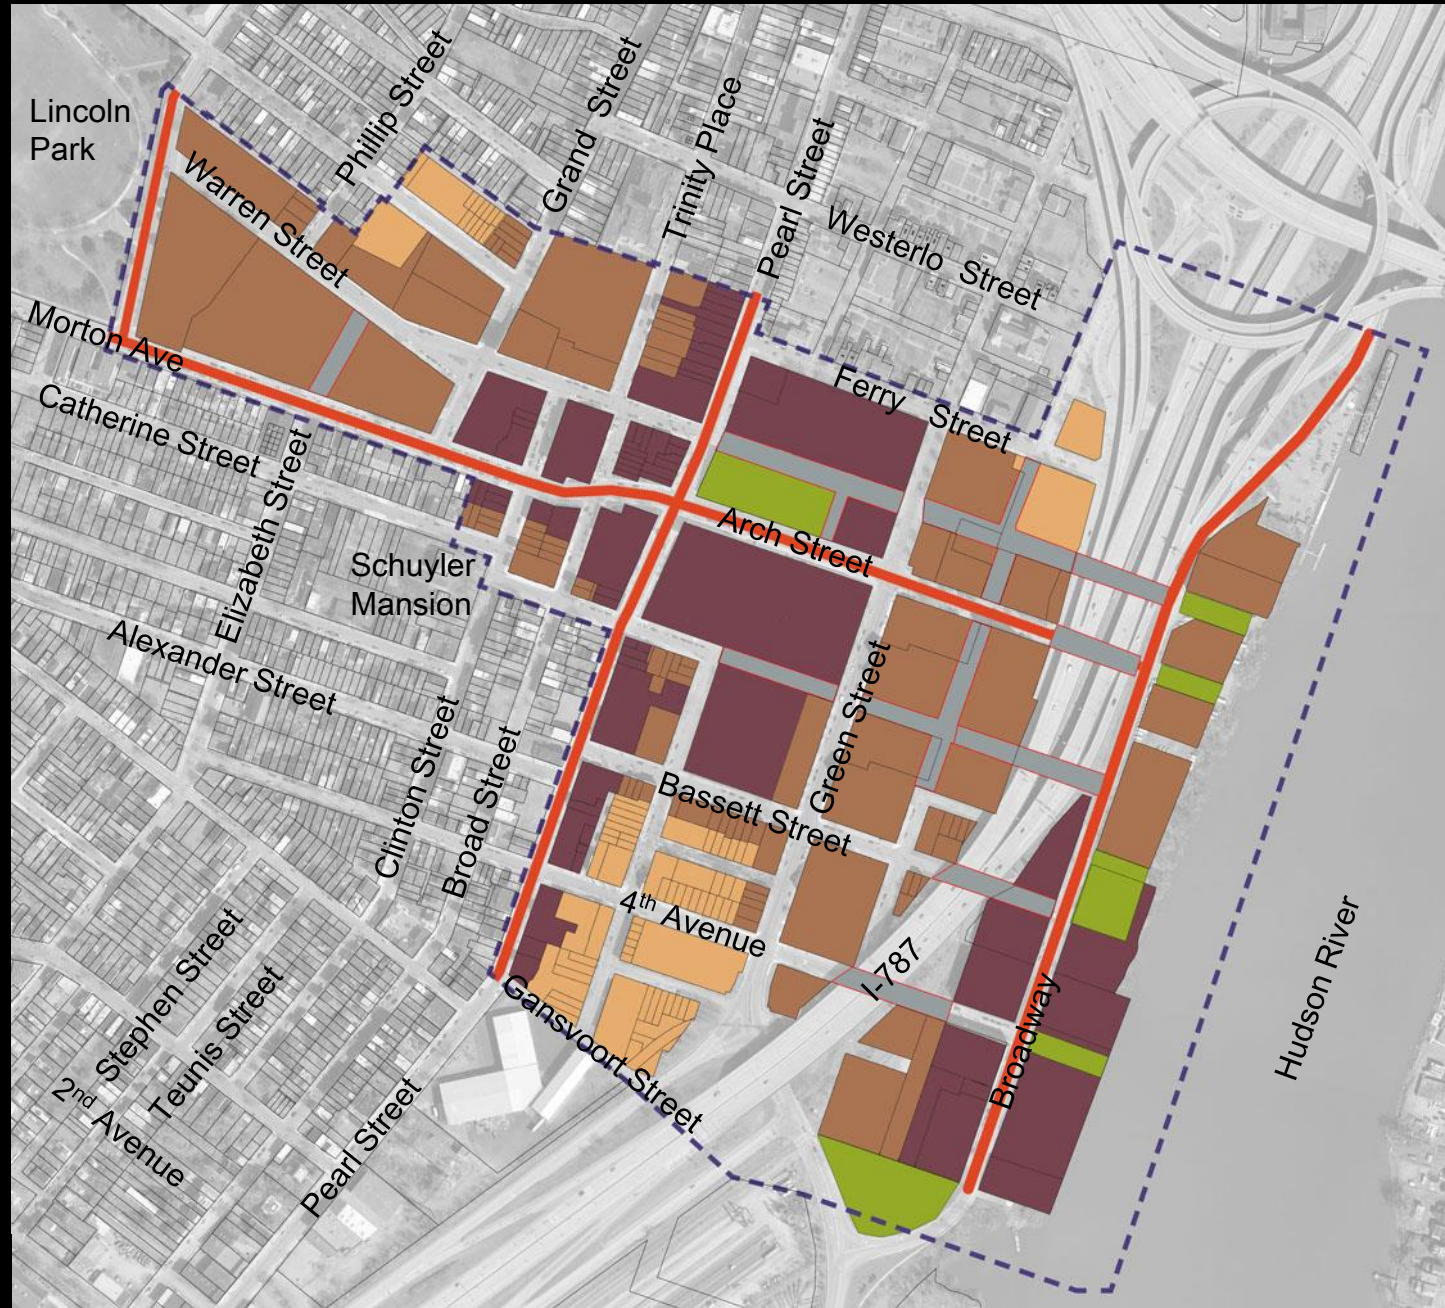 Lincoln
Park
Phillip Street
Grand Street
Trinity Place
Pearl Street
Warren Street
Westerlo Street
Morton Ave
Ferry Street
Catherine Street
Elizabeth Street
Arch Street
Schuyler
Mansion
Alexander Street
Green Street
Clinton Street
Broad Street
Bassett Street
4th Avenue
I-787
Stephen Street
Teunis Street
2nd Avenue
Gansvoort Street
Pearl Street
Broadway
Hudson River